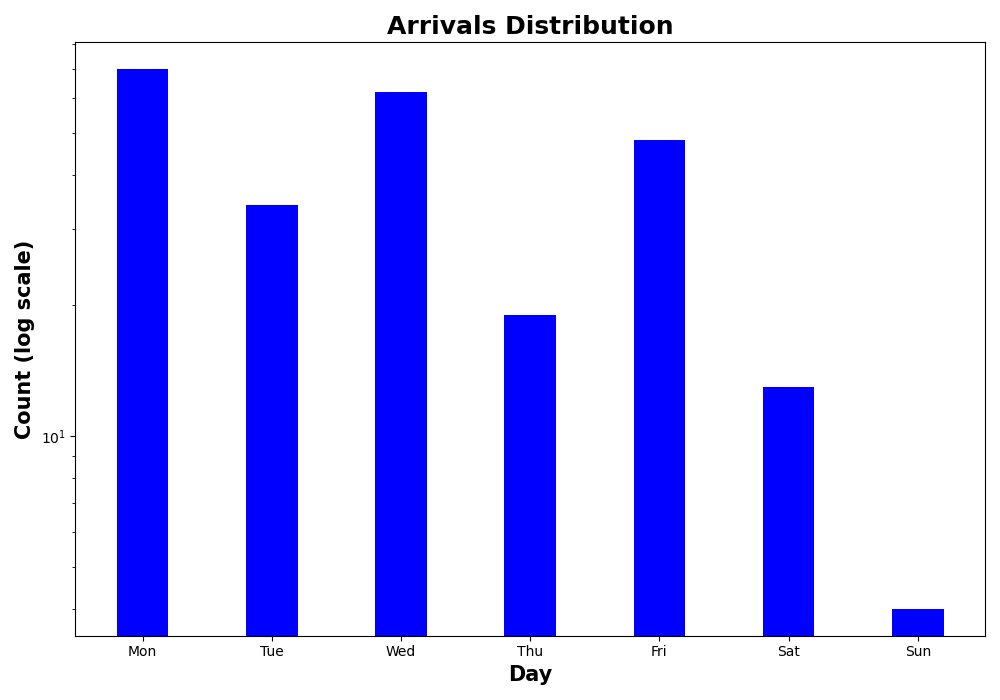 Arrivals Distribution
Count (log scale)
10¹
Mon Tue Wed Thu Fri Sat Sun
Day